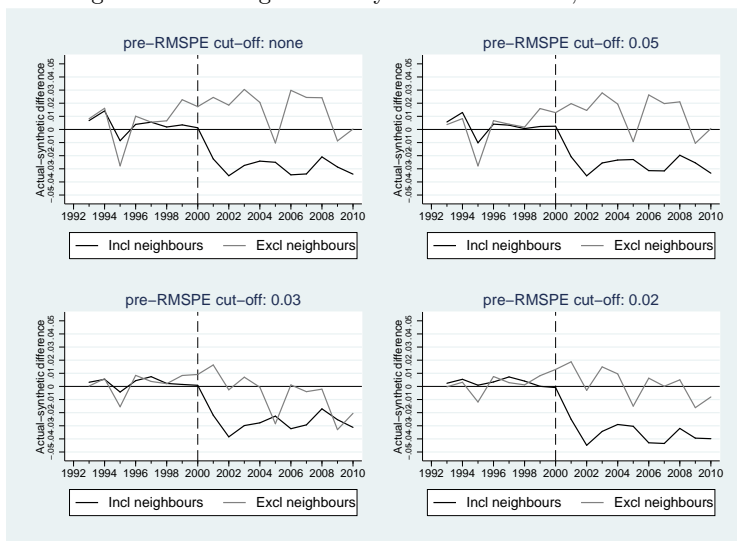 pre−RMSPE cut−off: none
Actual−synthetic difference
−.05−.04−.03−.02−.01 0 .01 .02 .03 .04 .05
1992 1994 1996 1998 2000 2002 2004 2006 2008 2010
Incl neighbours Excl neighbours
pre−RMSPE cut−off: 0.05
Actual−synthetic difference
−.05−.04−.03−.02−.01 0 .01 .02 .03 .04 .05
1992 1994 1996 1998 2000 2002 2004 2006 2008 2010
Incl neighbours Excl neighbours
pre−RMSPE cut−off: 0.03
Actual−synthetic difference
−.05−.04−.03−.02−.01 0 .01 .02 .03 .04 .05
1992 1994 1996 1998 2000 2002 2004 2006 2008 2010
Incl neighbours Excl neighbours
pre−RMSPE cut−off: 0.02
Actual−synthetic difference
−.05−.04−.03−.02−.01 0 .01 .02 .03 .04 .05
1992 1994 1996 1998 2000 2002 2004 2006 2008 2010
Incl neighbours Excl neighbours